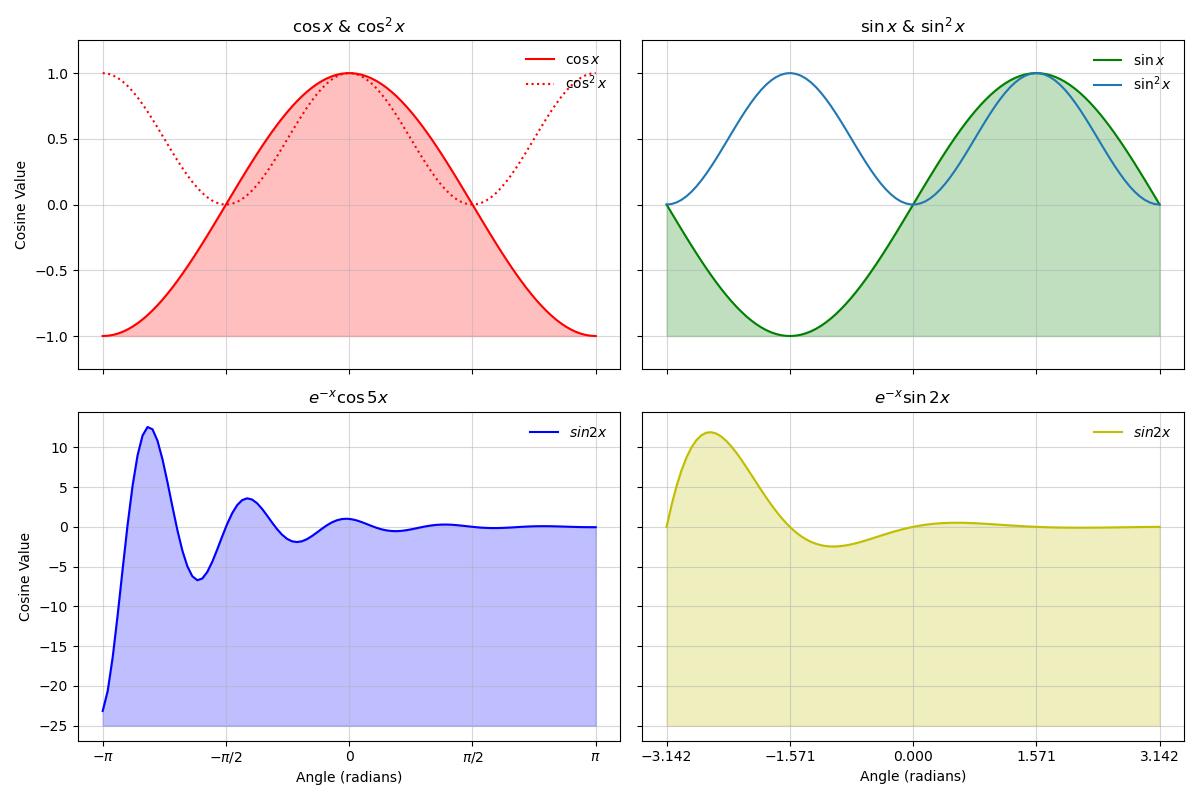 cos x & cos² x
sin x & sin² x
cos x
cos² x
sin x
sin² x
Cosine Value
1.0
0.5
0.0
−0.5
−1.0
e⁻ˣcos 5x
e⁻ˣsin 2x
sin2x
sin2x
Cosine Value
10
5
0
−5
−10
−15
−20
−25
−π
−π/2
0
π/2
π
−3.142
−1.571
0.000
1.571
3.142
Angle (radians)
Angle (radians)